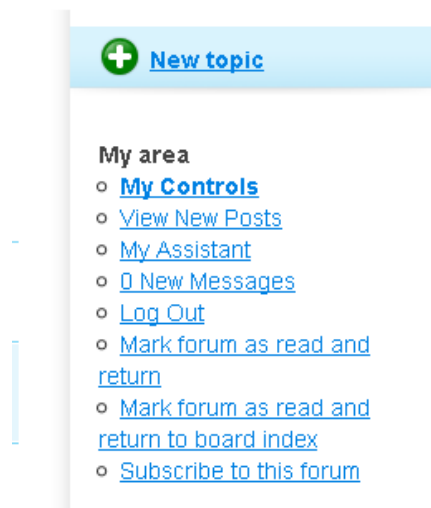 New topic
My area
My Controls
View New Posts
My Assistant
0 New Messages
Log Out
Mark forum as read and
return
Mark forum as read and
return to board index
Subscribe to this forum